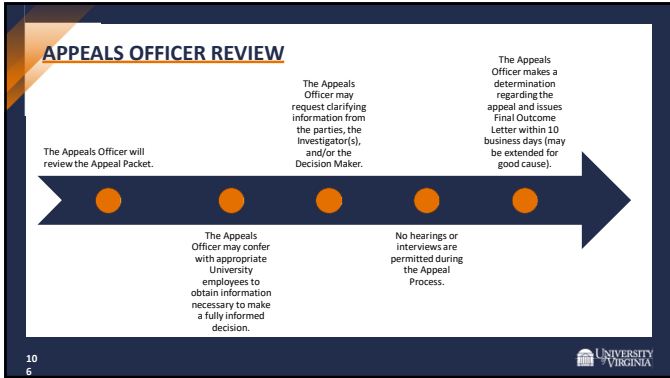 APPEALS OFFICER REVIEW
The Appeals Officer will
review the Appeal Packet.
The Appeals
Officer may confer
with appropriate
University
employees to
obtain information
necessary to make
a fully informed
decision.
The Appeals
Officer may
request clarifying
information from
the parties, the
Investigator(s),
and/or the
Decision Maker.
No hearings or
interviews are
permitted during
the Appeal
Process.
The Appeals
Officer makes a
determination
regarding the
appeal and issues
Final Outcome
Letter within 10
business days (may
be extended for
good cause).
10
6
UNIVERSITY
of VIRGINIA